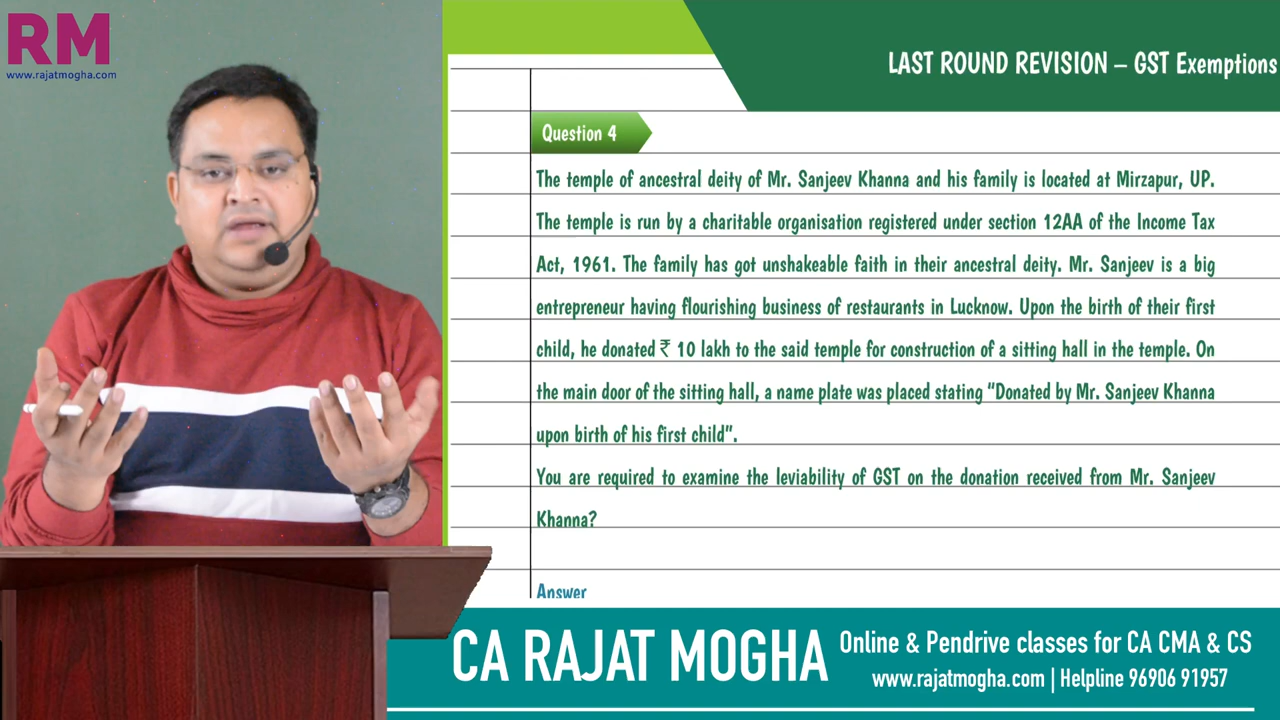 RM
www.rajatmogha.com
LAST ROUND REVISION – GST Exemptions
Question 4
The temple of ancestral deity of Mr. Sanjeev Khanna and his family is located at Mirzapur, UP.
The temple is run by a charitable organisation registered under section 12AA of the Income Tax
Act, 1961. The family has got unshakeable faith in their ancestral deity. Mr. Sanjeev is a big
entrepreneur having flourishing business of restaurants in Lucknow. Upon the birth of their first
child, he donated ₹ 10 lakh to the said temple for construction of a sitting hall in the temple. On
the main door of the sitting hall, a name plate was placed stating “Donated by Mr. Sanjeev Khanna
upon birth of his first child”.
You are required to examine the leviability of GST on the donation received from Mr. Sanjeev
Khanna?
Answer
CA RAJAT MOGHA
Online & Pendrive classes for CA CMA & CS
www.rajatmogha.com | Helpline 96906 91957